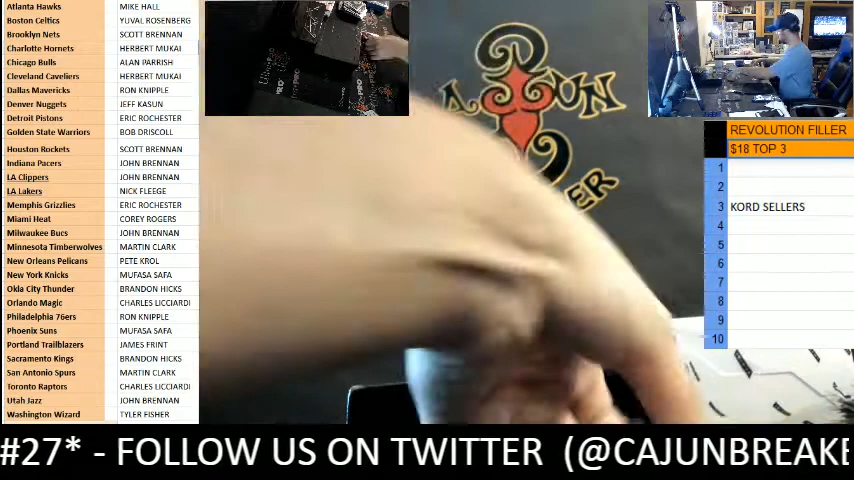 Atlanta Hawks MIKE HALL
Boston Celtics YUVAL ROSENBERG
Brooklyn Nets SCOTT BRENNAN
Charlotte Hornets HERBERT MUKAI
Chicago Bulls ALAN PARRISH
Cleveland Cavaliers HERBERT MUKAI
Dallas Mavericks RON KNIPPLE
Denver Nuggets JEFF KASUN
Detroit Pistons ERIC ROCHESTER
Golden State Warriors BOB DRISCOLL
Houston Rockets SCOTT BRENNAN
Indiana Pacers JOHN BRENNAN
LA Clippers JOHN BRENNAN
LA Lakers NICK FLEEGE
Memphis Grizzlies ERIC ROCHESTER
Miami Heat COREY ROGERS
Milwaukee Bucs JOHN BRENNAN
Minnesota Timberwolves MARTIN CLARK
New Orleans Pelicans PETE KROL
New York Knicks MUFASA SAFA
Okla City Thunder BRANDON HICKS
Orlando Magic CHARLES LICCIARDI
Philadelphia 76ers RON KNIPPLE
Phoenix Suns MUFASA SAFA
Portland Trailblazers JAMES FRINT
Sacramento Kings BRANDON HICKS
San Antonio Spurs MARTIN CLARK
Toronto Raptors CHARLES LICCIARDI
Utah Jazz JOHN BRENNAN
Washington Wizard TYLER FISHER
REVOLUTION FILLER
$18 TOP 3
1
2
3 KORD SELLERS
4
5
6
7
8
9
10
#27* - FOLLOW US ON TWITTER (@CAJUNBREAKE